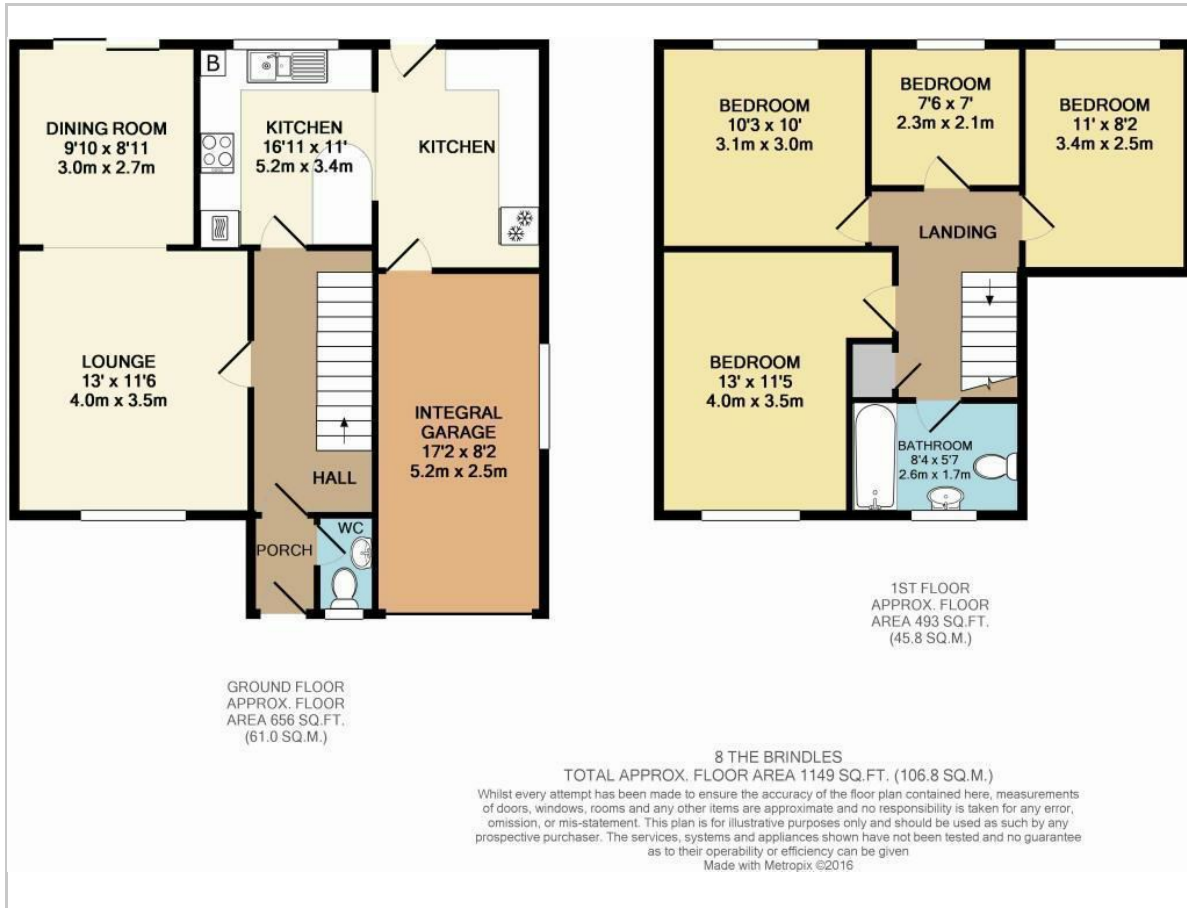 B
DINING ROOM
9'10 x 8'11
3.0m x 2.7m
KITCHEN
16'11 x 11'
5.2m x 3.4m
KITCHEN
LOUNGE
13' x 11'6
4.0m x 3.5m
HALL
INTEGRAL
GARAGE
17'2 x 8'2
5.2m x 2.5m
PORCH
WC
GROUND FLOOR
APPROX. FLOOR
AREA 656 SQ.FT.
(61.0 SQ.M.)
BEDROOM
10'3 x 10'
3.1m x 3.0m
BEDROOM
7'6 x 7'
2.3m x 2.1m
BEDROOM
11' x 8'2
3.4m x 2.5m
LANDING
BEDROOM
13' x 11'5
4.0m x 3.5m
BATHROOM
8'4 x 5'7
2.6m x 1.7m
1ST FLOOR
APPROX. FLOOR
AREA 493 SQ.FT.
(45.8 SQ.M.)
8 THE BRINDLES
TOTAL APPROX. FLOOR AREA 1149 SQ.FT. (106.8 SQ.M.)
Whilst every attempt has been made to ensure the accuracy of the floor plan contained here, measurements
of doors, windows, rooms and any other items are approximate and no responsibility is taken for any error,
omission, or mis-statement. This plan is for illustrative purposes only and should be used as such by any
prospective purchaser. The services, systems and appliances shown have not been tested and no guarantee
as to their operability or efficiency can be given
Made with Metropix ©2016